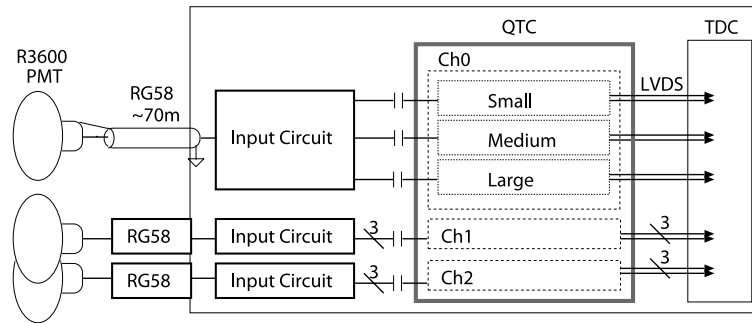 QTC
TDC
R3600
PMT
RG58
~70m
Ch0
LVDS
Input Circuit
Small
Medium
Large
RG58
Input Circuit
3
Ch1
3
RG58
Input Circuit
3
Ch2
3